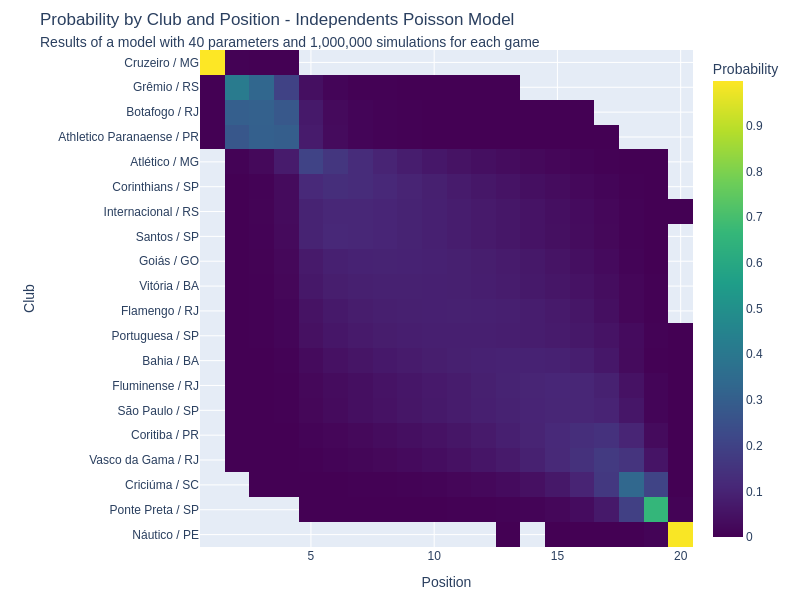 Probability by Club and Position - Independents Poisson Model
Results of a model with 40 parameters and 1,000,000 simulations for each game
Probability
Cruzeiro / MG
Grêmio / RS
Botafogo / RJ
Athletico Paranaense / PR
Atlético / MG
Corinthians / SP
Internacional / RS
Santos / SP
Goiás / GO
Vitória / BA
Flamengo / RJ
Portuguesa / SP
Bahia / BA
Fluminense / RJ
São Paulo / SP
Coritiba / PR
Vasco da Gama / RJ
Criciúma / SC
Ponte Preta / SP
Náutico / PE
Club
5
10
15
20
Position
0.9
0.8
0.7
0.6
0.5
0.4
0.3
0.2
0.1
0